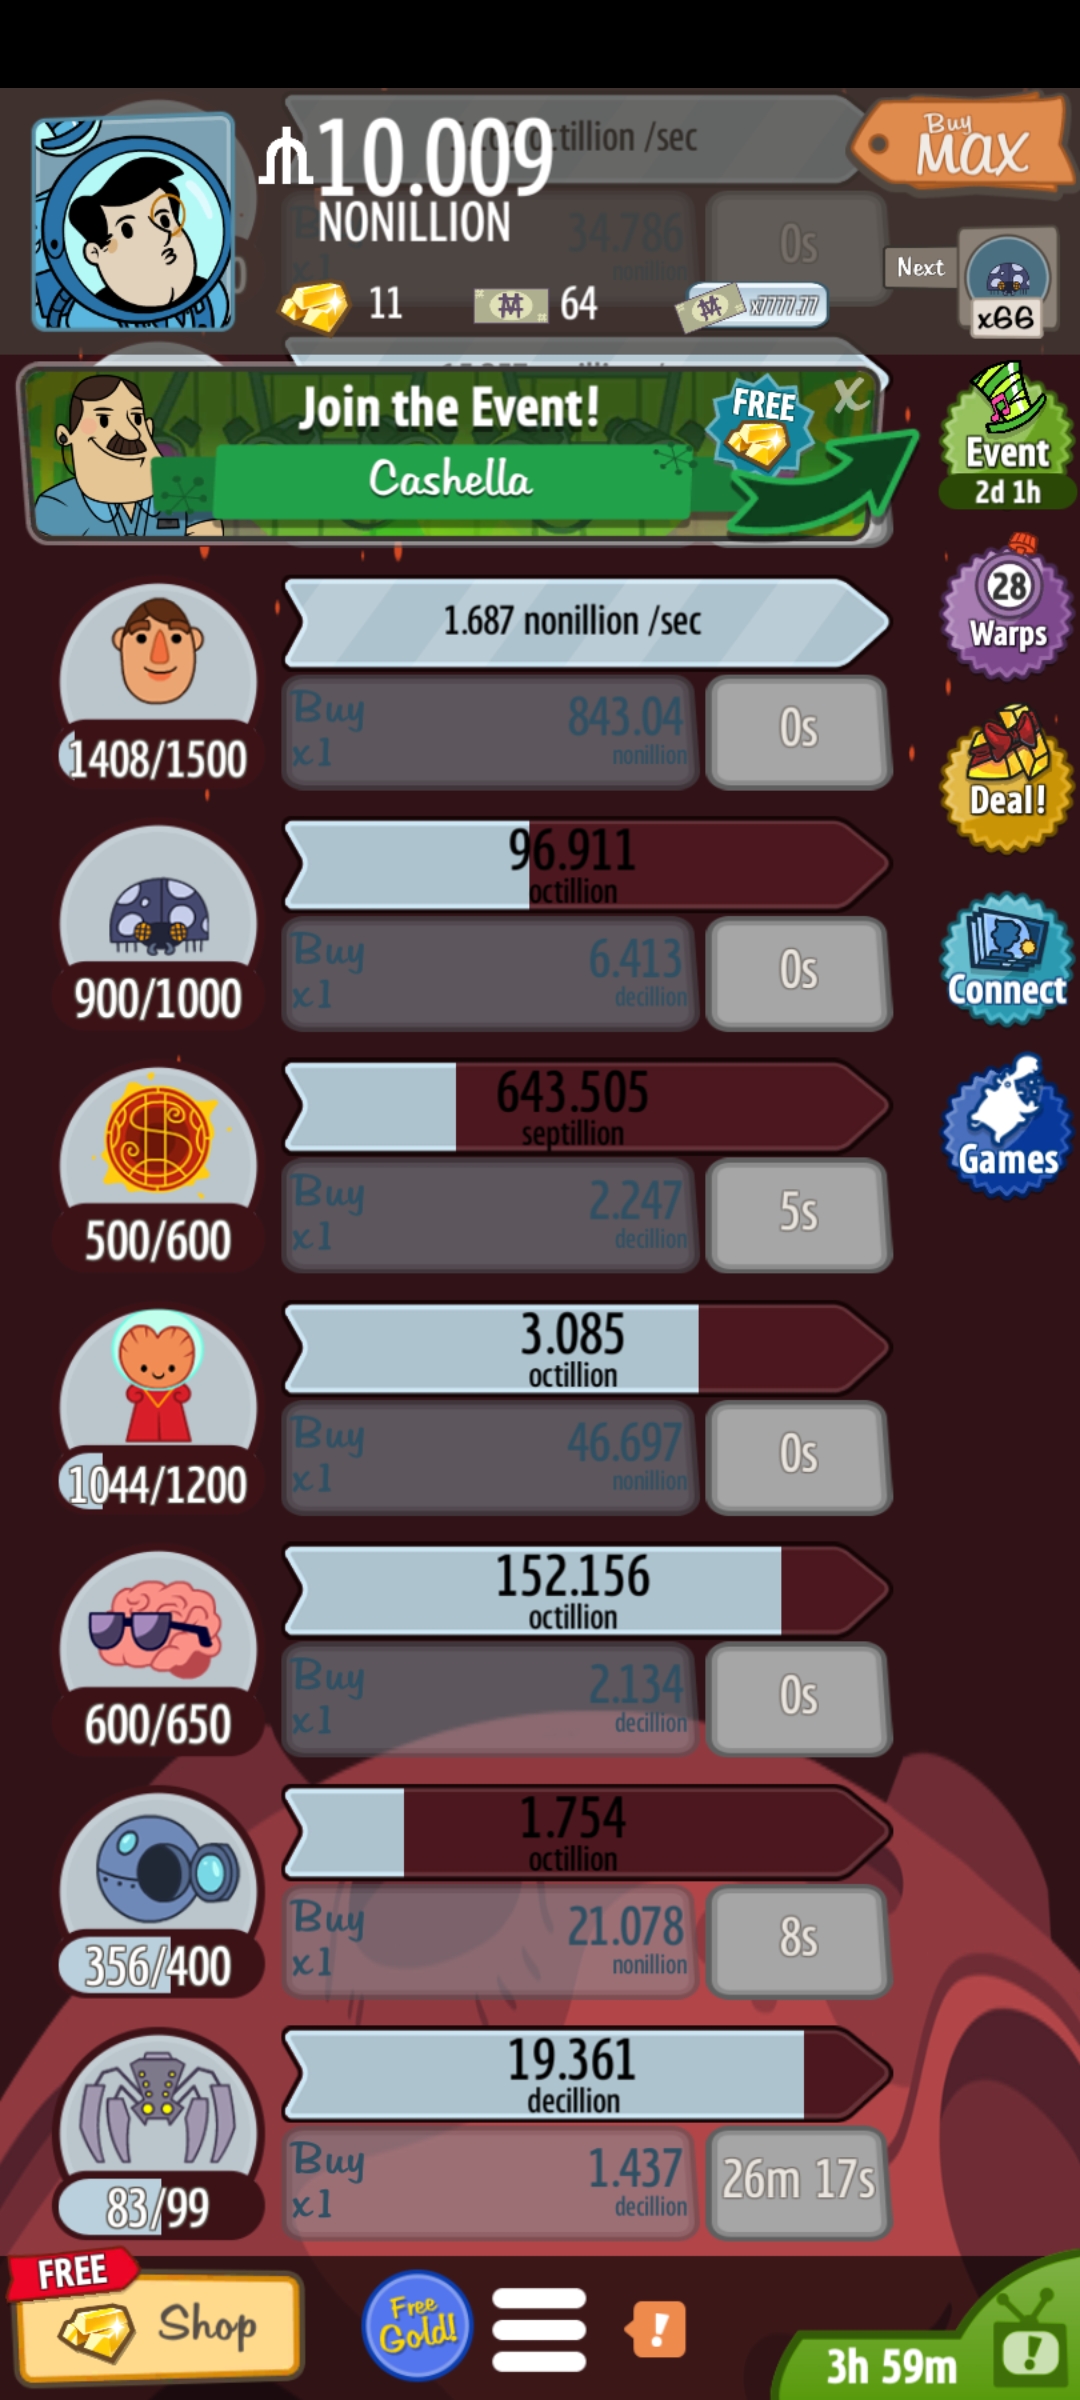 octillion /sec
Buy
MAX
₼10.009
NONILLION
34.786
nonillion
0s
x1
Next
x66
11
64
x7777.77
Join the Event!
FREE
X
Cashella
Event
2d 1h
1.687 nonillion /sec
28
Warps
Buy
x1
843.04
nonillion
0s
1408/1500
Deal!
96.911
octillion
Buy
x1
6.413
decillion
0s
900/1000
Connect
643.505
septillion
Games
Buy
x1
2.247
decillion
5s
500/600
3.085
octillion
Buy
x1
46.697
nonillion
0s
1044/1200
152.156
octillion
Buy
x1
2.134
decillion
0s
600/650
1.754
octillion
Buy
x1
21.078
nonillion
8s
356/400
19.361
decillion
Buy
x1
1.437
decillion
26m 17s
83/99
FREE
Shop
Free
Gold!
!
3h 59m
!